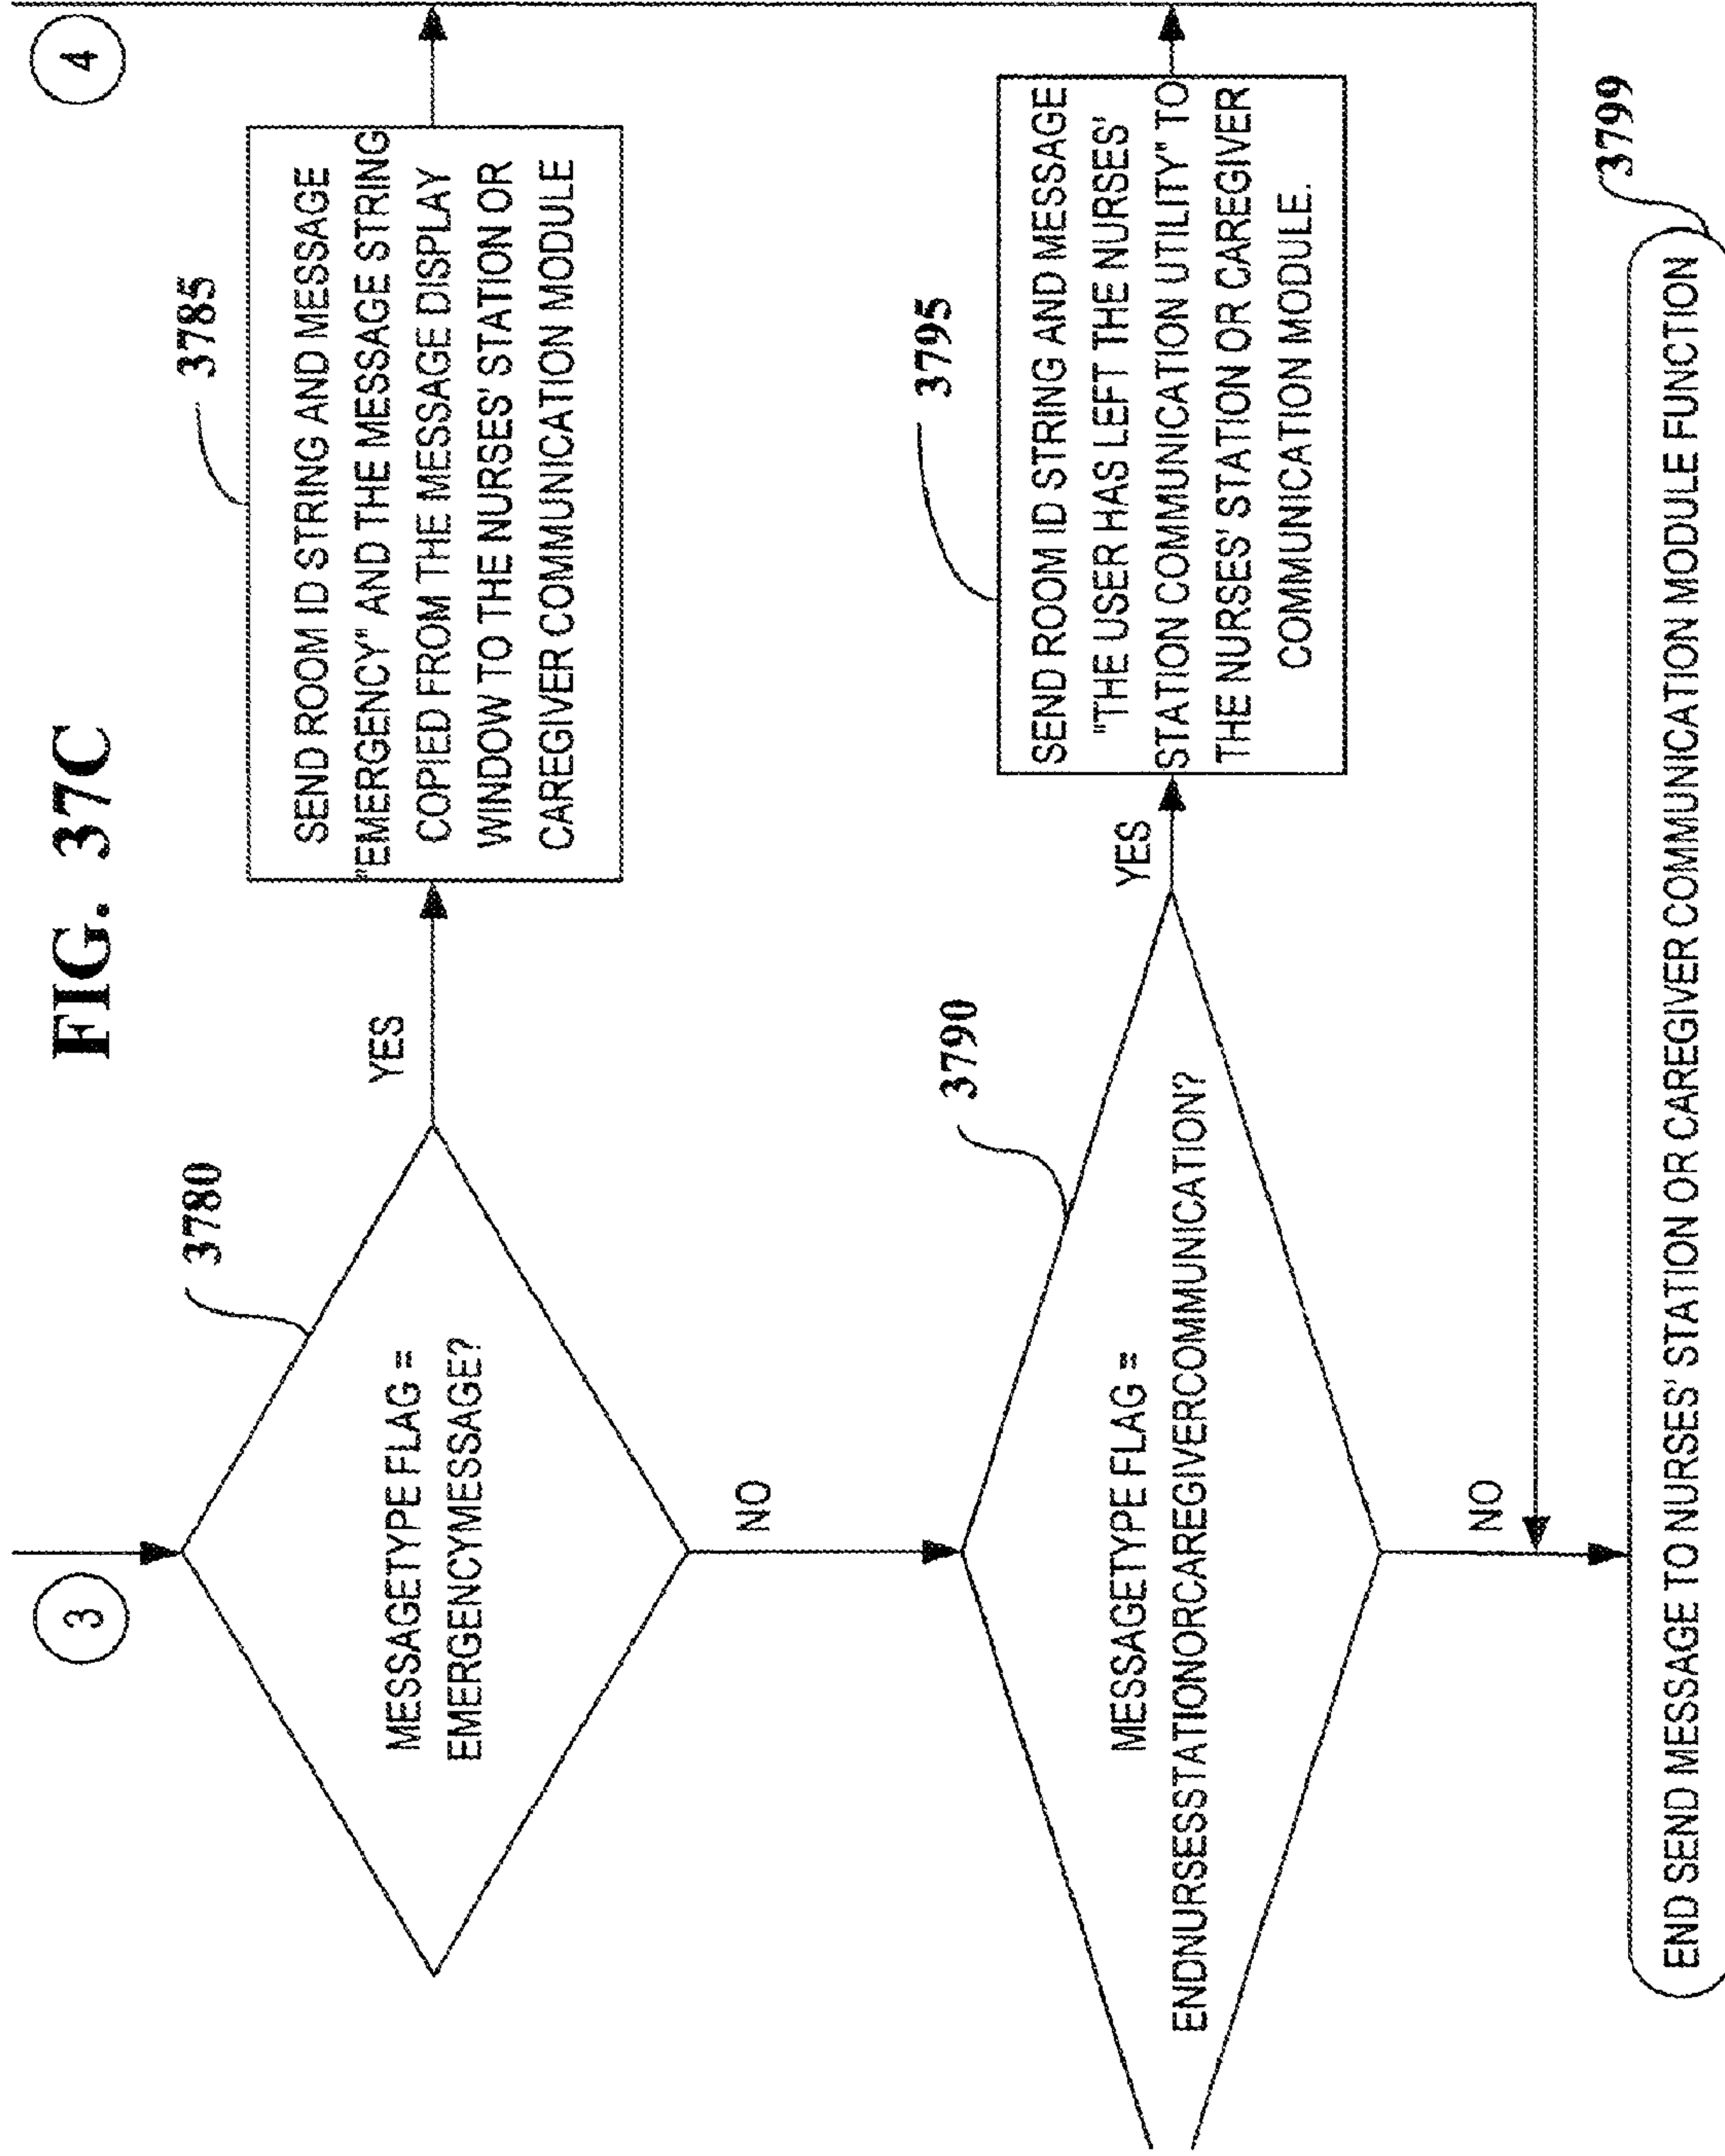 FIG. 37C
3
4
3780
MESSAGETYPE FLAG =
EMERGENCYMESSAGE?
YES
3785
SEND ROOM ID STRING AND MESSAGE
"EMERGENCY" AND THE MESSAGE STRING
COPIED FROM THE MESSAGE DISPLAY
WINDOW TO THE NURSES' STATION OR
CAREGIVER COMMUNICATION MODULE
NO
3790
MESSAGETYPE FLAG =
ENDNURSESSTATIONORCAREGIVERCOMMUNICATION?
YES
3795
SEND ROOM ID STRING AND MESSAGE
"THE USER HAS LEFT THE NURSES'
STATION COMMUNICATION UTILITY" TO
THE NURSES' STATION OR CAREGIVER
COMMUNICATION MODULE.
NO
3799
END SEND MESSAGE TO NURSES' STATION OR CAREGIVER COMMUNICATION MODULE FUNCTION